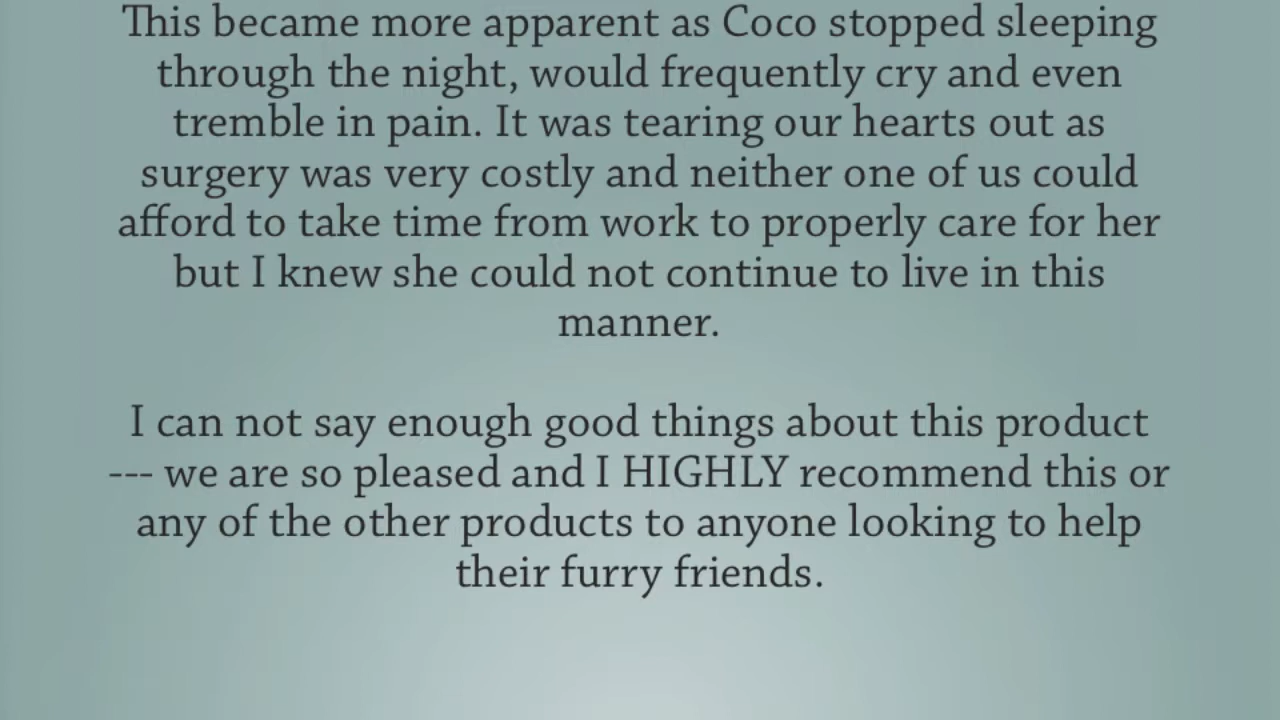 This became more apparent as Coco stopped sleeping
through the night, would frequently cry and even
tremble in pain. It was tearing our hearts out as
surgery was very costly and neither one of us could
afford to take time from work to properly care for her
but I knew she could not continue to live in this
manner.
I can not say enough good things about this product
--- we are so pleased and I HIGHLY recommend this or
any of the other products to anyone looking to help
their furry friends.